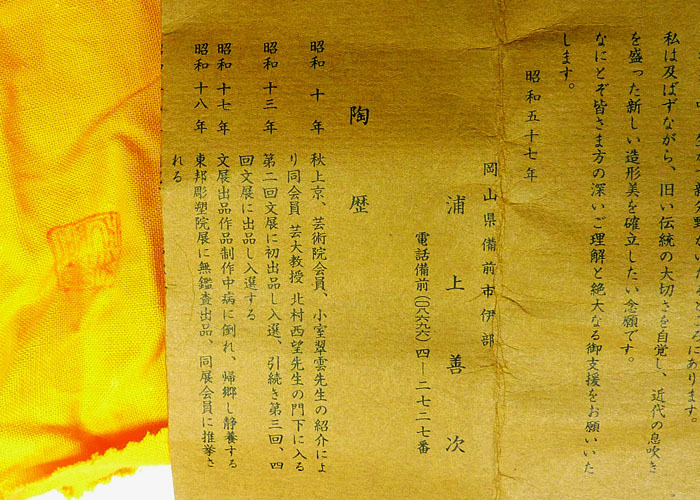 にあります。
私は及ばずながら、旧い伝統の大切さを自覚し、近代の息吹き
を盛った新しい造形美を確立したい念願です。
なにとぞ皆さま方の深いご理解と絶大なる御支援をお願いいた
します。
昭和五十七年
岡山県備前市伊部
浦上善次
電話備前(〇八六九六)四―二七二七番
陶歴
昭和十年 秋上京、芸術院会員、小室翠雲先生の紹介によ
り同会員 芸大教授 北村西望先生の門下に入る
昭和十三年 第二回文展に初出品し入選、引続き第三回、四
回文展に出品し入選する
昭和十七年 文展出品作品制作中病に倒れ、帰郷し静養する
昭和十八年 東邦彫塑院展に無鑑査出品、同展会員に推挙さ
れる